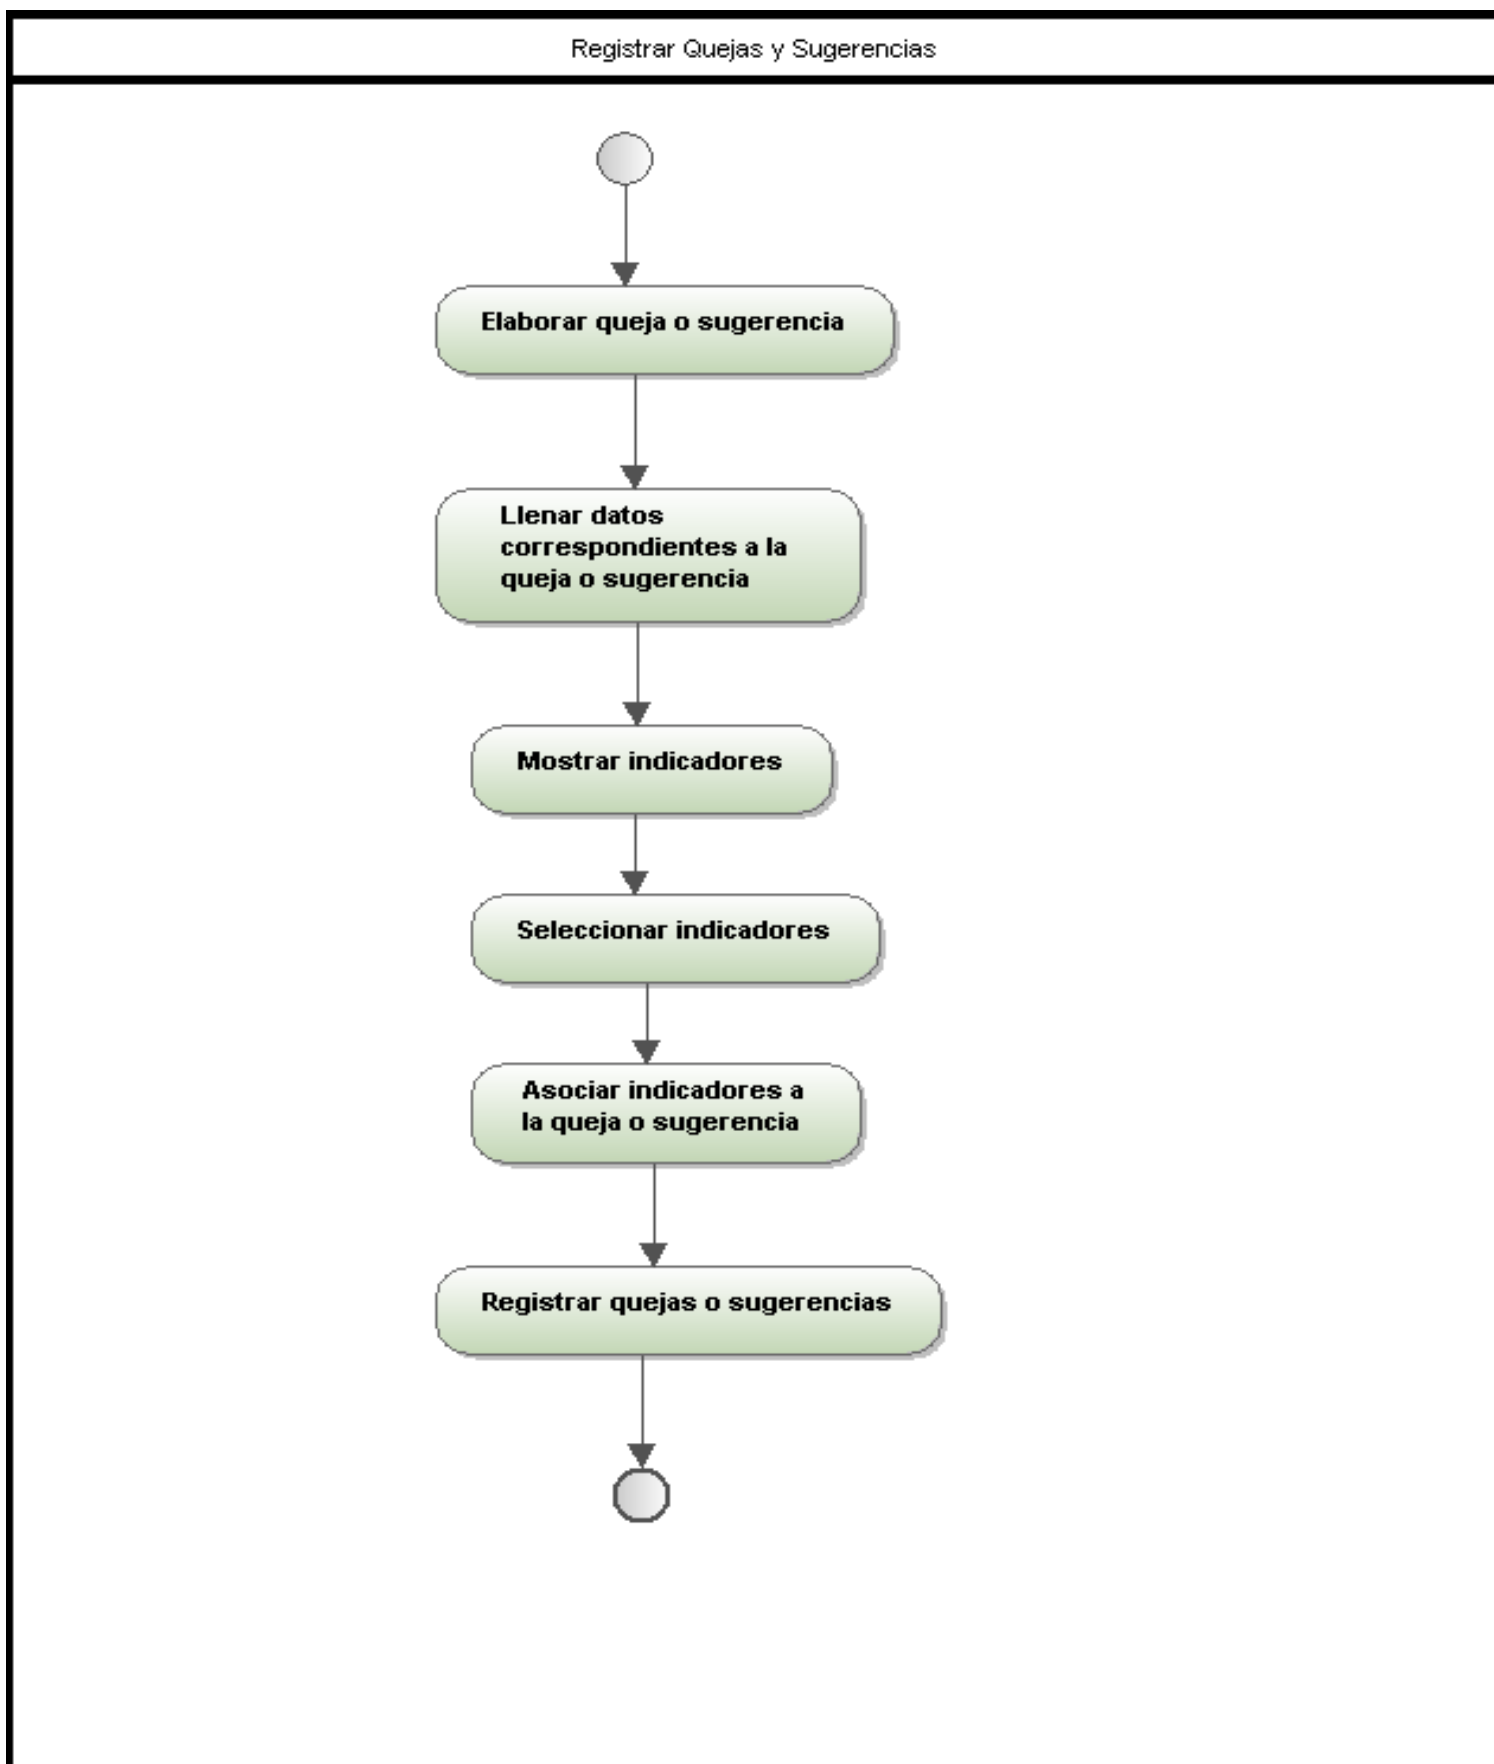 Registrar Quejas y Sugerencias
Elaborar queja o sugerencia
Llenar datos
correspondientes a la
queja o sugerencia
Mostrar indicadores
Seleccionar indicadores
Asociar indicadores a
la queja o sugerencia
Registrar quejas o sugerencias